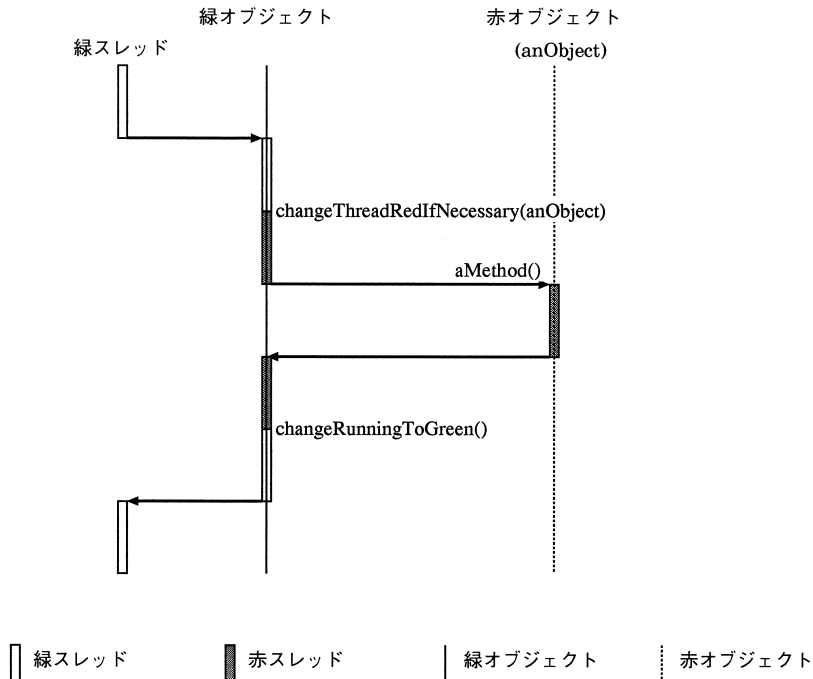 緑オブジェクト
赤オブジェクト
緑スレッド
(anObject)
changeThreadRedIfNecessary(anObject)
aMethod()
changeRunningToGreen()
緑スレッド
赤スレッド
緑オブジェクト
赤オブジェクト